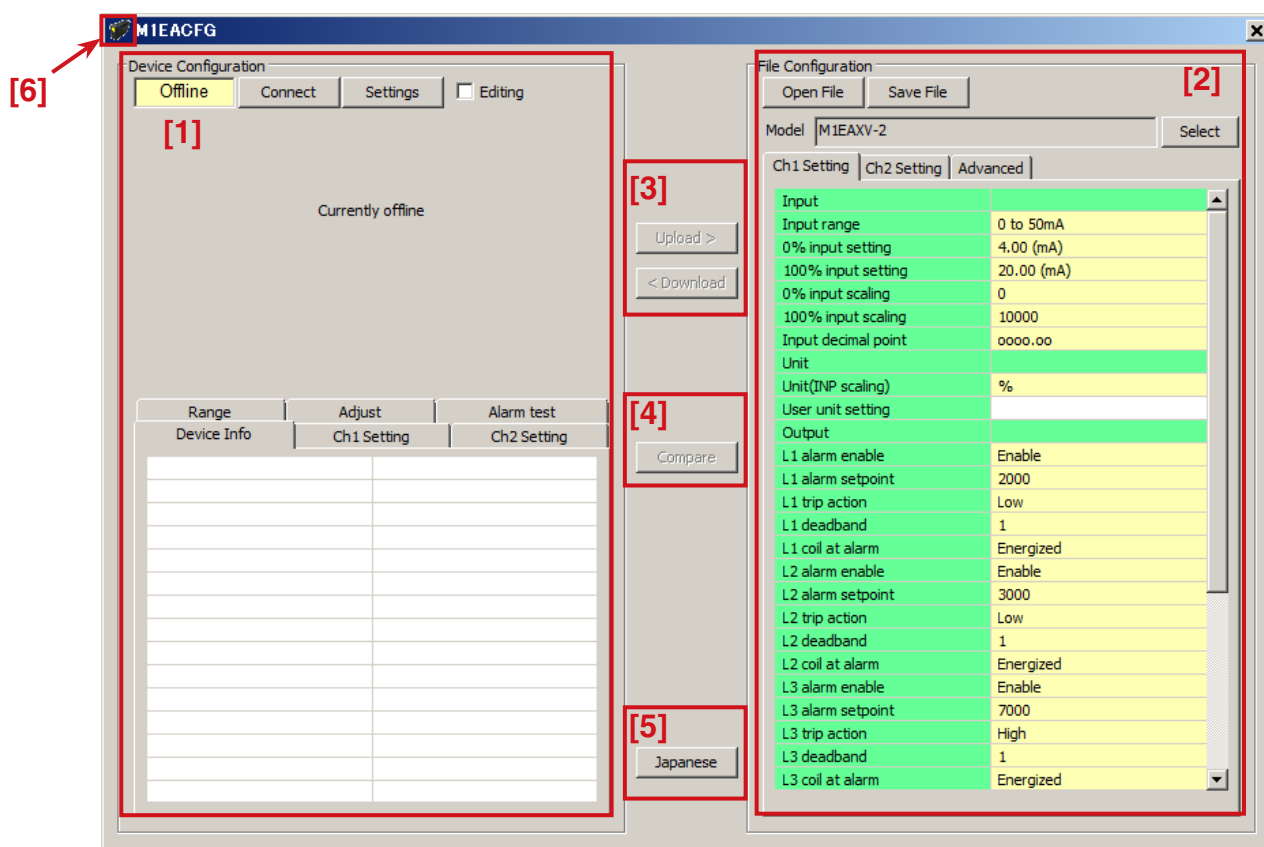 M1EACFG
[6]
Device Configuration
Offline Connect Settings Editing
[1]
Currently offline
Range Adjust Alarm test
Device Info Ch1 Setting Ch2 Setting
[3]
Upload >
< Download
[4]
Compare
[5]
Japanese
File Configuration
[2]
Open File Save File
Model M1EAXV-2 Select
Ch1 Setting Ch2 Setting Advanced
Input
Input range 0 to 50mA
0% input setting 4.00 (mA)
100% input setting 20.00 (mA)
0% input scaling 0
100% input scaling 10000
Input decimal point oooo.oo
Unit
Unit(INP scaling) %
User unit setting
Output
L1 alarm enable Enable
L1 alarm setpoint 2000
L1 trip action Low
L1 deadband 1
L1 coil at alarm Energized
L2 alarm enable Enable
L2 alarm setpoint 3000
L2 trip action Low
L2 deadband 1
L2 coil at alarm Energized
L3 alarm enable Enable
L3 alarm setpoint 7000
L3 trip action High
L3 deadband 1
L3 coil at alarm Energized